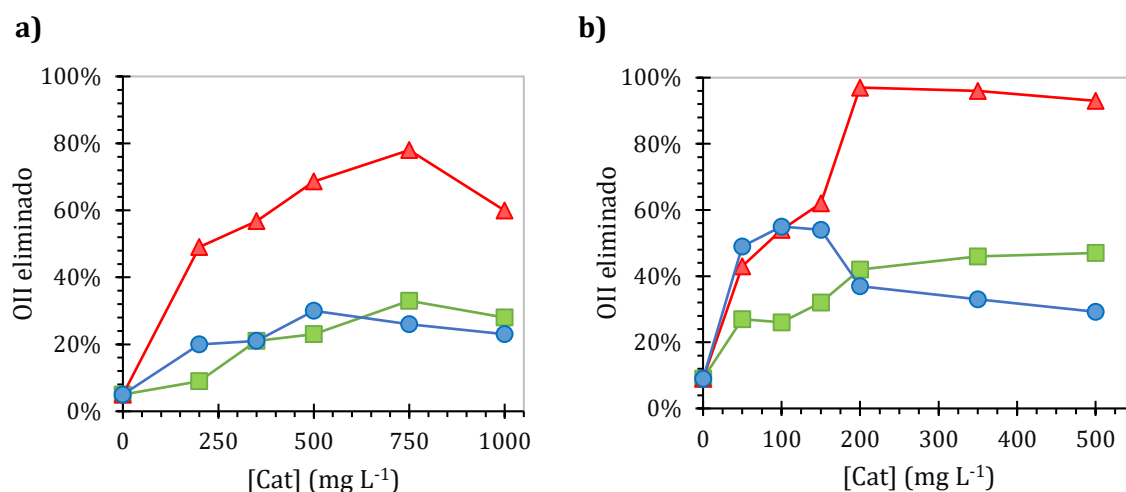 a)
100%
80%
60%
40%
20%
0%
OII eliminado
0 250 500 750 1000
[Cat] (mg L-1)
b)
100%
80%
60%
40%
20%
0%
OII eliminado
0 100 200 300 400 500
[Cat] (mg L-1)